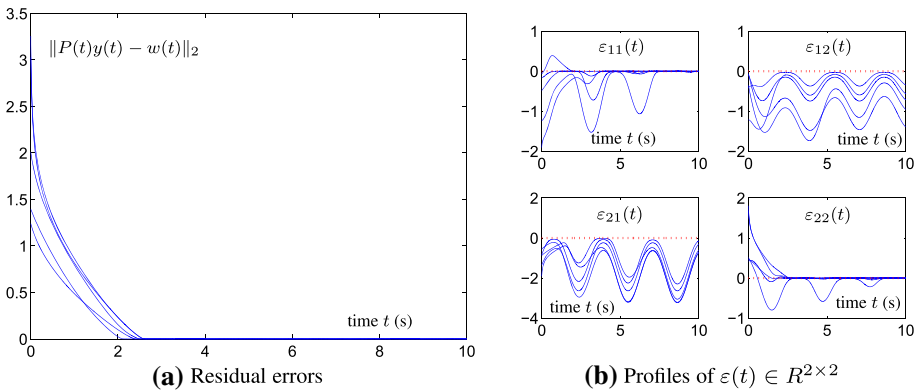 ‖P(t)y(t) − w(t)‖₂
3.5
3
2.5
2
1.5
1
0.5
0
time t (s)
0 2 4 6 8 10
(a) Residual errors
ε₁₁(t)
1
0
−1
−2
time t (s)
0 5 10
ε₁₂(t)
1
0
−1
−2
time t (s)
0 5 10
ε₂₁(t)
2
0
−2
−4
time t (s)
0 5 10
ε₂₂(t)
2
1
0
−1
time t (s)
0 5 10
(b) Profiles of ε(t) ∈ R²ˣ²